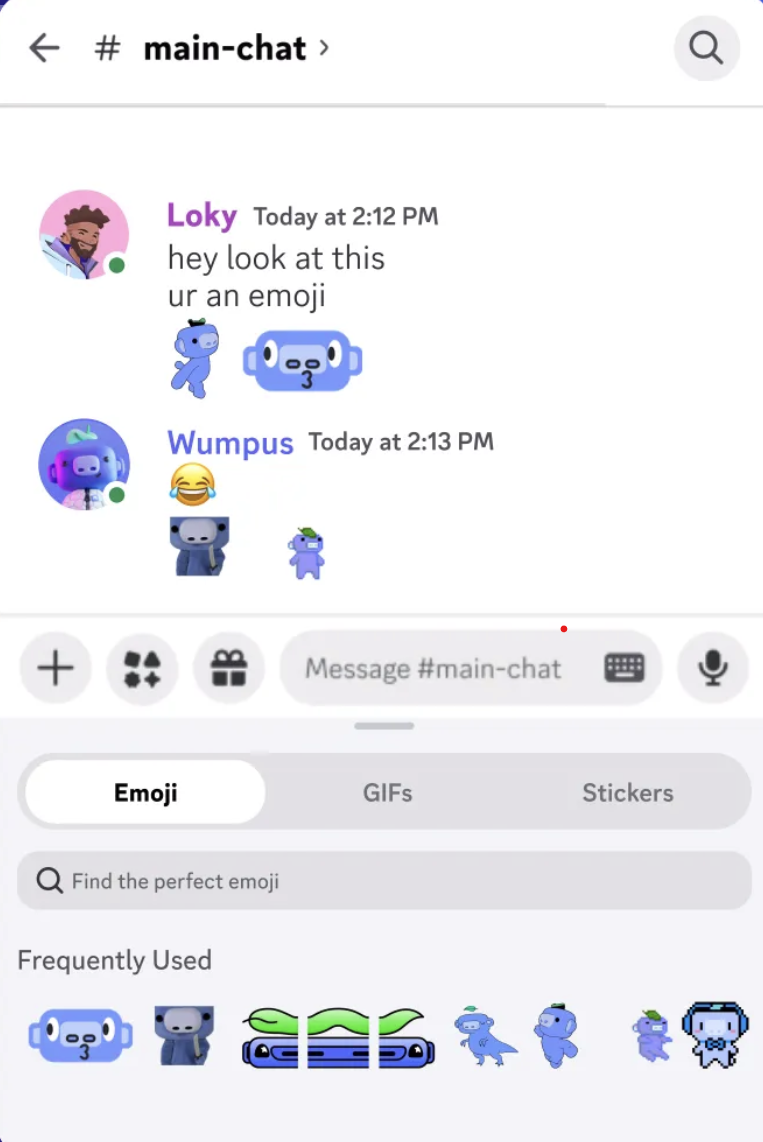 # main-chat
Loky Today at 2:12 PM
hey look at this
ur an emoji
Wumpus Today at 2:13 PM
Message #main-chat
Emoji GIFs Stickers
Find the perfect emoji
Frequently Used